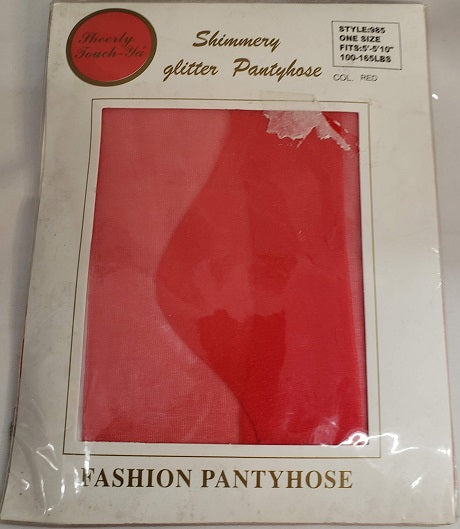 Sheerly
Touch-Ya
Shimmery
glitter Pantyhose
STYLE:985
ONE SIZE
FITS:5'-5'10"
100-165LBS
COL. RED
FASHION PANTYHOSE